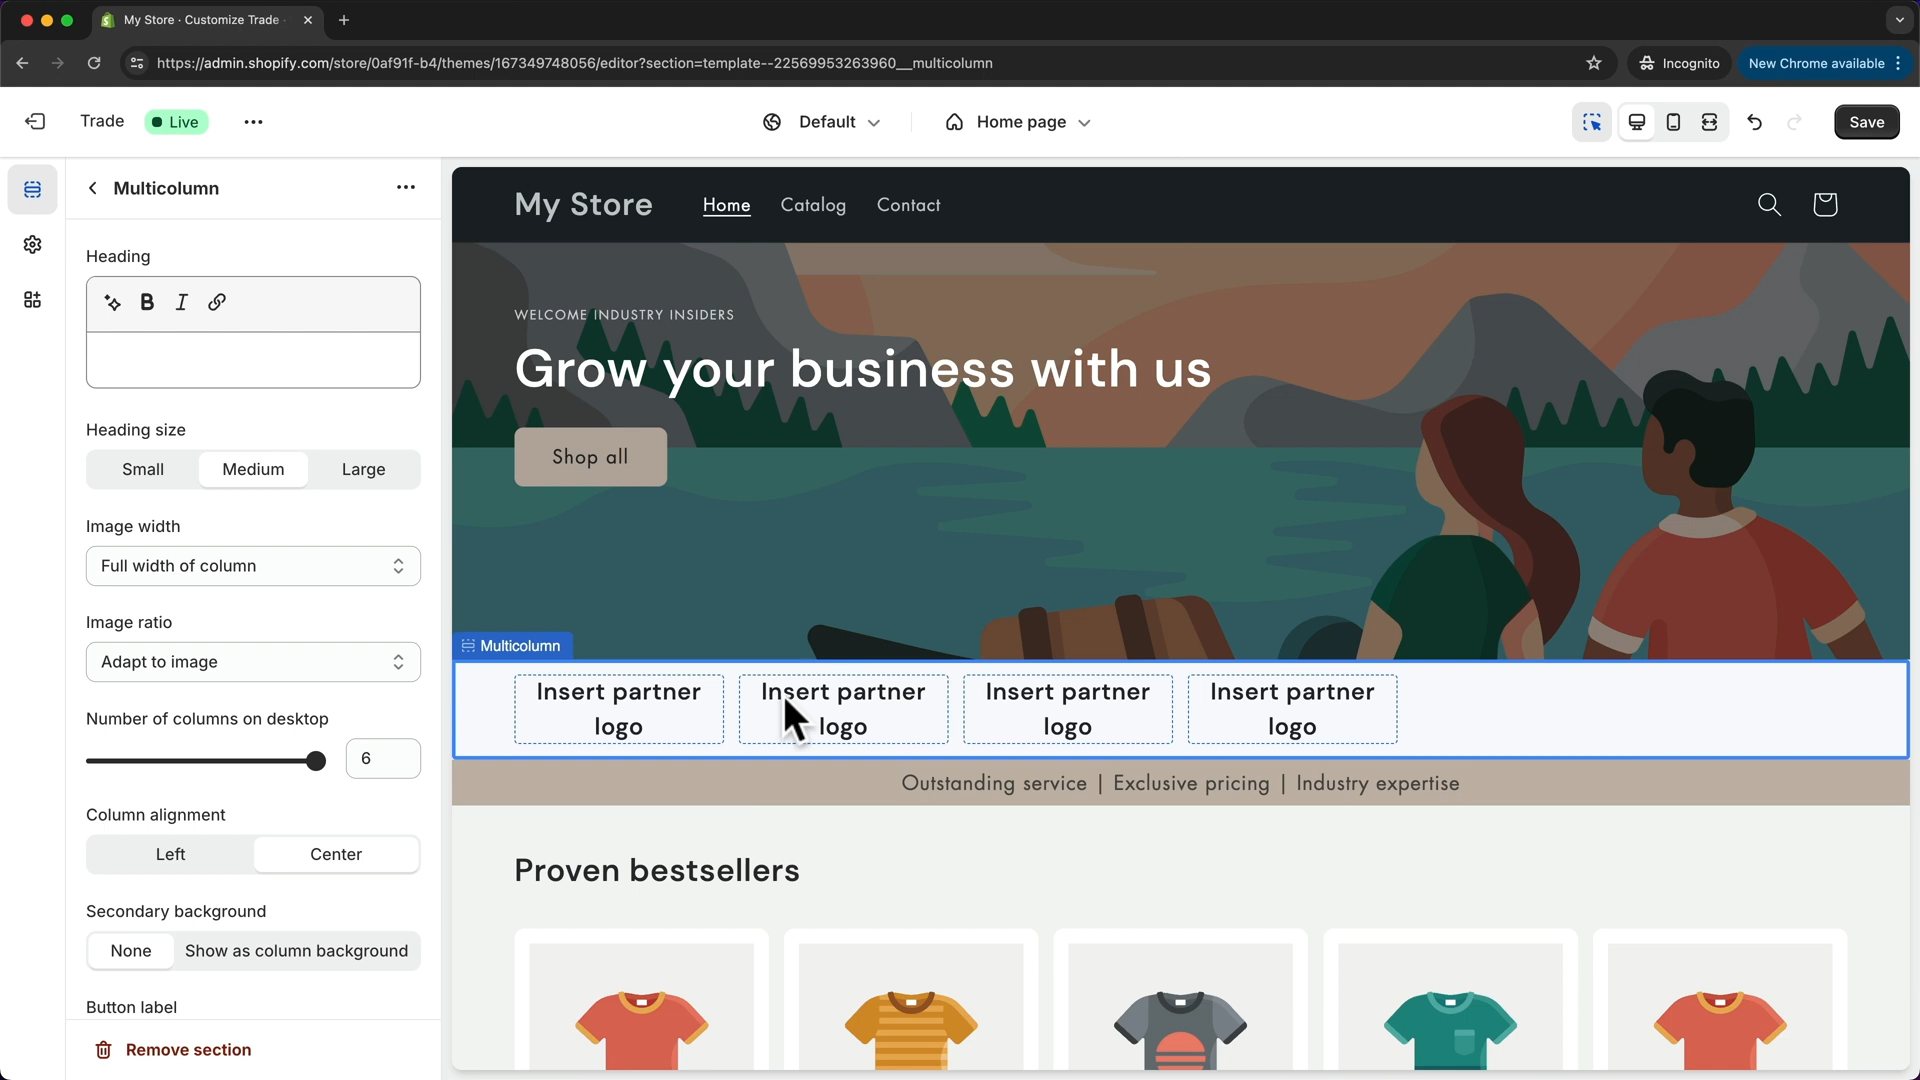 My Store · Customize Trade ·
https://admin.shopify.com/store/0af91f-b4/themes/167349748056/editor?section=template--22569953263960__multicolumn
Incognito
New Chrome available
Trade
Live
Default
Home page
Save
Multicolumn
Heading
B I
Heading size
Small Medium Large
Image width
Full width of column
Image ratio
Adapt to image
Number of columns on desktop
6
Column alignment
Left Center
Secondary background
None Show as column background
Button label
Remove section
My Store Home Catalog Contact
WELCOME INDUSTRY INSIDERS
Grow your business with us
Shop all
Multicolumn
Insert partner
logo
Insert partner
logo
Insert partner
logo
Insert partner
logo
Outstanding service | Exclusive pricing | Industry expertise
Proven bestsellers